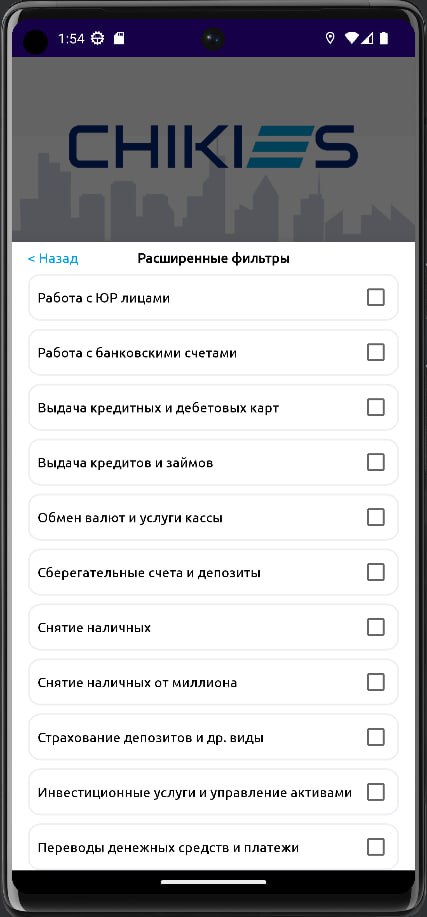 1:54
CHIKIES
< Назад
Расширенные фильтры
Работа с ЮР лицами
Работа с банковскими счетами
Выдача кредитных и дебетовых карт
Выдача кредитов и займов
Обмен валют и услуги кассы
Сберегательные счета и депозиты
Снятие наличных
Снятие наличных от миллиона
Страхование депозитов и др. виды
Инвестиционные услуги и управление активами
Переводы денежных средств и платежи